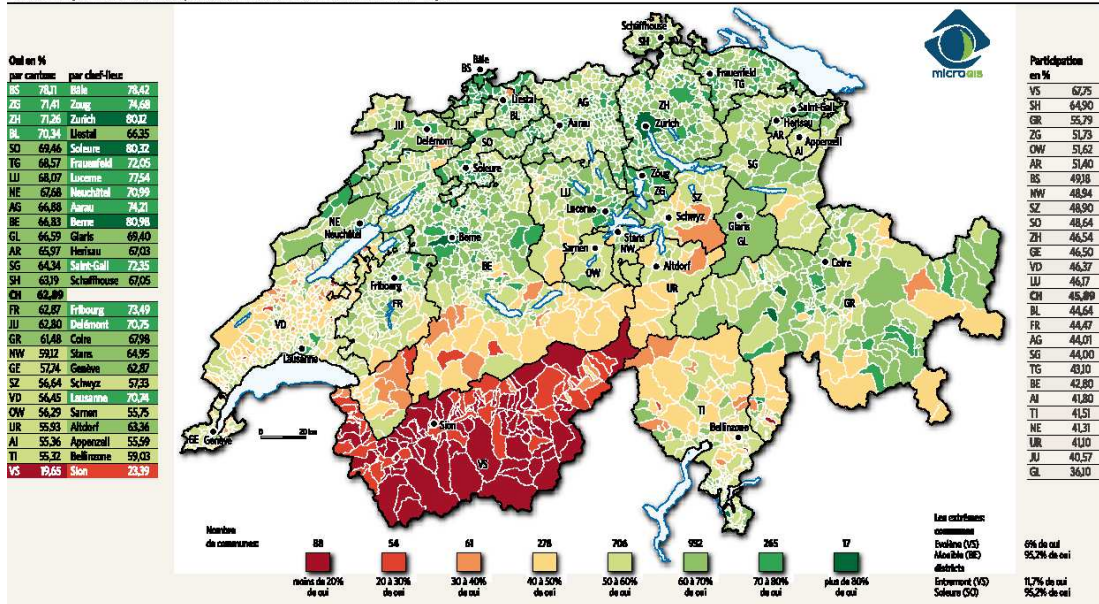 Oui en %
par canton: par chef-lieu:
BS 78,11 Bâle 78,42
ZG 71,41 Zoug 74,68
ZH 71,26 Zurich 80,12
BL 70,34 Liestal 66,35
SO 69,46 Soleure 80,32
TG 68,57 Frauenfeld 72,05
LU 68,07 Lucerne 77,54
NE 67,68 Neuchâtel 70,99
AG 66,88 Aarau 74,21
BE 66,83 Berne 80,98
GL 66,59 Glaris 69,40
AR 65,97 Herisau 67,03
SG 64,34 Saint-Gall 72,35
SH 63,19 Schaffhouse 67,05
CH 62,89
FR 62,87 Fribourg 73,49
JU 62,80 Delémont 70,75
GR 61,48 Coire 67,98
NW 59,12 Stans 64,95
GE 57,74 Genève 62,87
SZ 56,64 Schwyz 57,33
VD 56,45 Lausanne 70,74
OW 56,29 Sarnen 55,75
UR 55,93 Altdorf 63,36
AI 55,36 Appenzell 55,59
TI 55,32 Bellinzone 59,03
VS 19,65 Sion 23,39
Schaffhouse
SH
Bâle
BS
Liestal
BL
Frauenfeld
TG
AG
ZH
Aarau
Zurich
Saint-Gall
Herisau
AR
Appenzell
AI
JU
Delémont
SO
Soleure
SG
Zoug
ZG
LU
Lucerne
SZ
Schwyz
Glaris
GL
NE
Neuchâtel
Berne
BE
Stans
NW
Sarnen
OW
Altdorf
UR
Coire
GR
Fribourg
FR
VD
Lausanne
GE
Genève
0 20 km
Sion
VS
TI
Bellinzone
microGIS
Participation
en %
VS 67,75
SH 64,90
GR 55,79
ZG 51,73
OW 51,62
AR 51,40
BS 49,18
NW 48,94
SZ 48,90
SO 48,64
ZH 46,54
GE 46,50
VD 46,37
LU 46,17
CH 45,89
BL 44,64
FR 44,47
AG 44,01
SG 44,00
TG 43,10
BE 42,80
AI 41,80
TI 41,51
NE 41,31
UR 41,10
JU 40,57
GL 36,10
Nombre
de communes: 88 54 61 278 706 932 265 17
moins de 20% de oui
20 à 30% de oui
30 à 40% de oui
40 à 50% de oui
50 à 60% de oui
60 à 70% de oui
70 à 80% de oui
plus de 80% de oui
Les extrêmes:
communes
Evolène (VS) 6% de oui
(BE) 95,2% de oui
districts
Entremont (VS) 11,7% de oui
Soleure (SO) 95,2% de oui